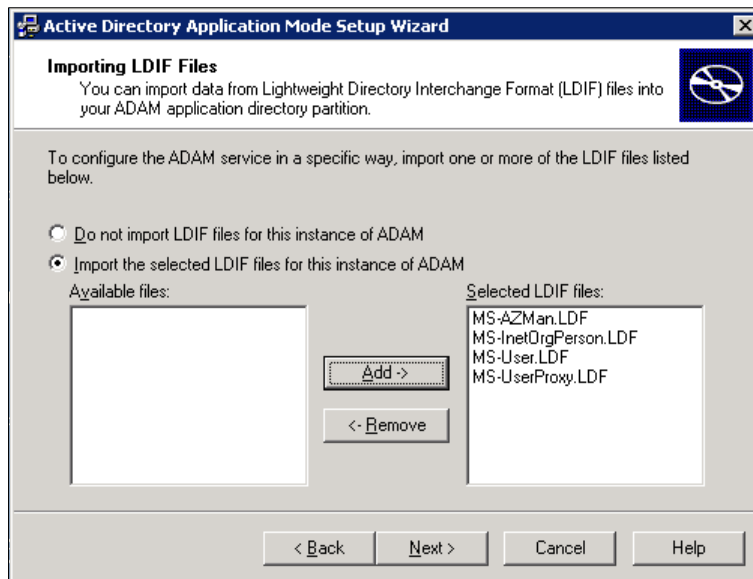 Active Directory Application Mode Setup Wizard
Importing LDIF Files
You can import data from Lightweight Directory Interchange Format (LDIF) files into
your ADAM application directory partition.
To configure the ADAM service in a specific way, import one or more of the LDIF files listed
below.
Do not import LDIF files for this instance of ADAM
Import the selected LDIF files for this instance of ADAM
Available files:
Selected LDIF files:
MS-AZMan.LDF
MS-InetOrgPerson.LDF
MS-User.LDF
MS-UserProxy.LDF
Add ->
<- Remove
< Back
Next >
Cancel
Help